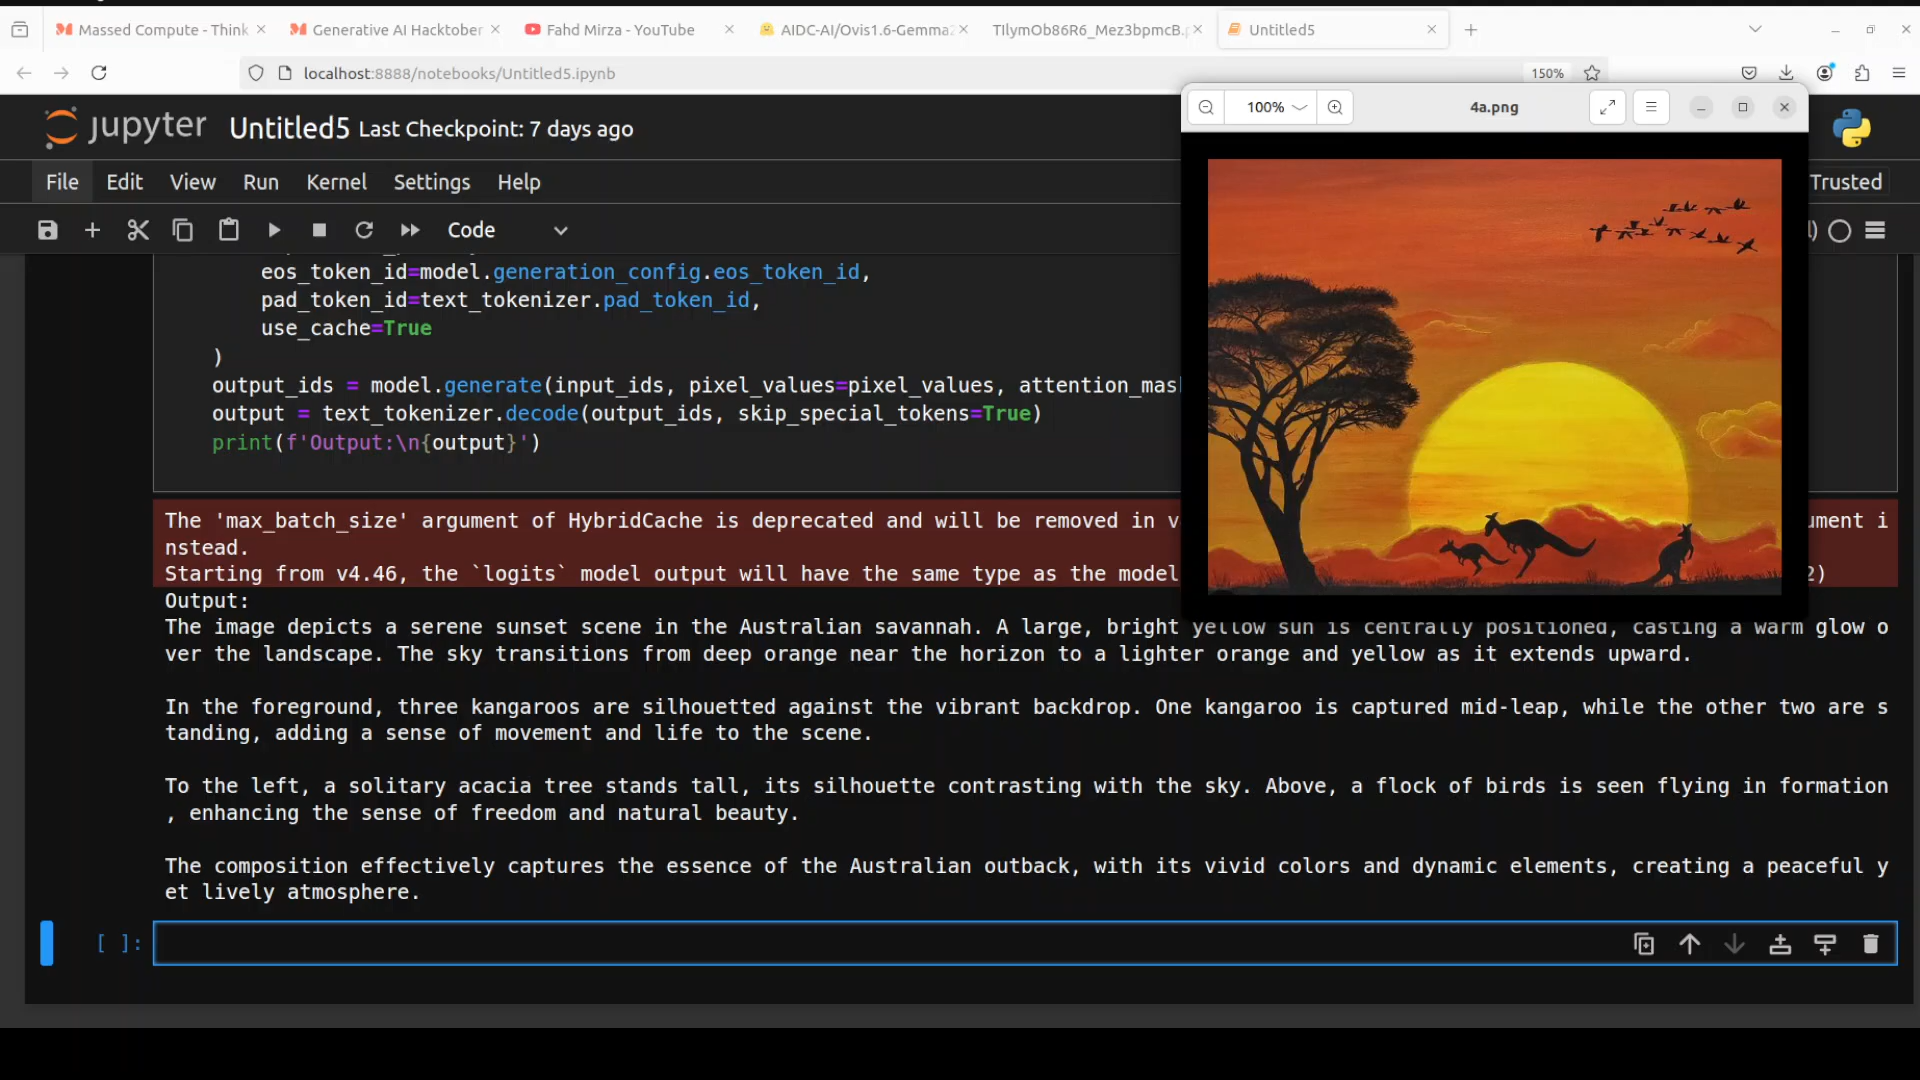 Massed Compute - Think
Generative AI Hacktober
Fahd Mirza - YouTube
AIDC-AI/Ovis1.6-Gemma2
TIlymOb86R6_Mez3bpmcB.p
Untitled5
localhost:8888/notebooks/Untitled5.ipynb
150%
jupyter Untitled5 Last Checkpoint: 7 days ago
100%
4a.png
File Edit View Run Kernel Settings Help
Trusted
Code
eos_token_id=model.generation_config.eos_token_id,
pad_token_id=text_tokenizer.pad_token_id,
use_cache=True
)
output_ids = model.generate(input_ids, pixel_values=pixel_values, attention_mas
output = text_tokenizer.decode(output_ids, skip_special_tokens=True)
print(f'Output:\n{output}')
The 'max_batch_size' argument of HybridCache is deprecated and will be removed in v ument i
nstead.
Starting from v4.46, the `logits` model output will have the same type as the model 2)
Output:
The image depicts a serene sunset scene in the Australian savannah. A large, bright yellow sun is centrally positioned, casting a warm glow o
ver the landscape. The sky transitions from deep orange near the horizon to a lighter orange and yellow as it extends upward.
In the foreground, three kangaroos are silhouetted against the vibrant backdrop. One kangaroo is captured mid-leap, while the other two are s
tanding, adding a sense of movement and life to the scene.
To the left, a solitary acacia tree stands tall, its silhouette contrasting with the sky. Above, a flock of birds is seen flying in formation
, enhancing the sense of freedom and natural beauty.
The composition effectively captures the essence of the Australian outback, with its vivid colors and dynamic elements, creating a peaceful y
et lively atmosphere.
[ ]: